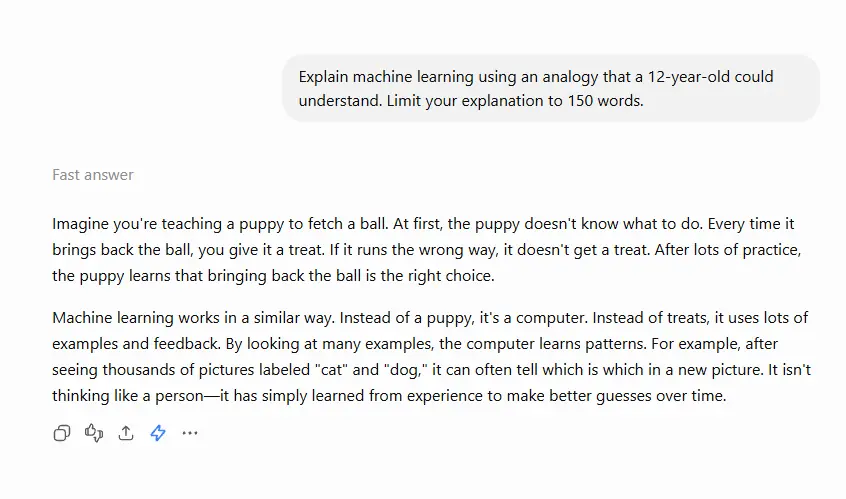 Explain machine learning using an analogy that a 12-year-old could
understand. Limit your explanation to 150 words.
Fast answer
Imagine you're teaching a puppy to fetch a ball. At first, the puppy doesn't know what to do. Every time it
brings back the ball, you give it a treat. If it runs the wrong way, it doesn't get a treat. After lots of practice,
the puppy learns that bringing back the ball is the right choice.
Machine learning works in a similar way. Instead of a puppy, it's a computer. Instead of treats, it uses lots of
examples and feedback. By looking at many examples, the computer learns patterns. For example, after
seeing thousands of pictures labeled "cat" and "dog," it can often tell which is which in a new picture. It isn't
thinking like a person—it has simply learned from experience to make better guesses over time.